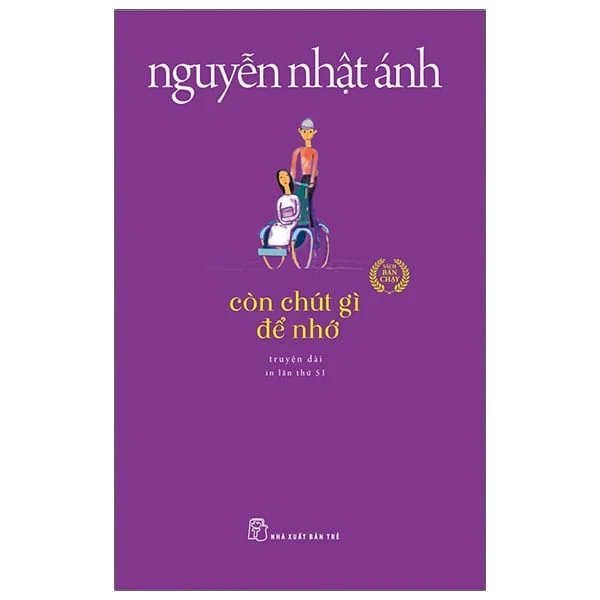 nguyễn nhật ánh
SÁCH
BÁN
CHẠY
còn chút gì
để nhớ
truyện dài
in lần thứ 51
NHÀ XUẤT BẢN TRẺ